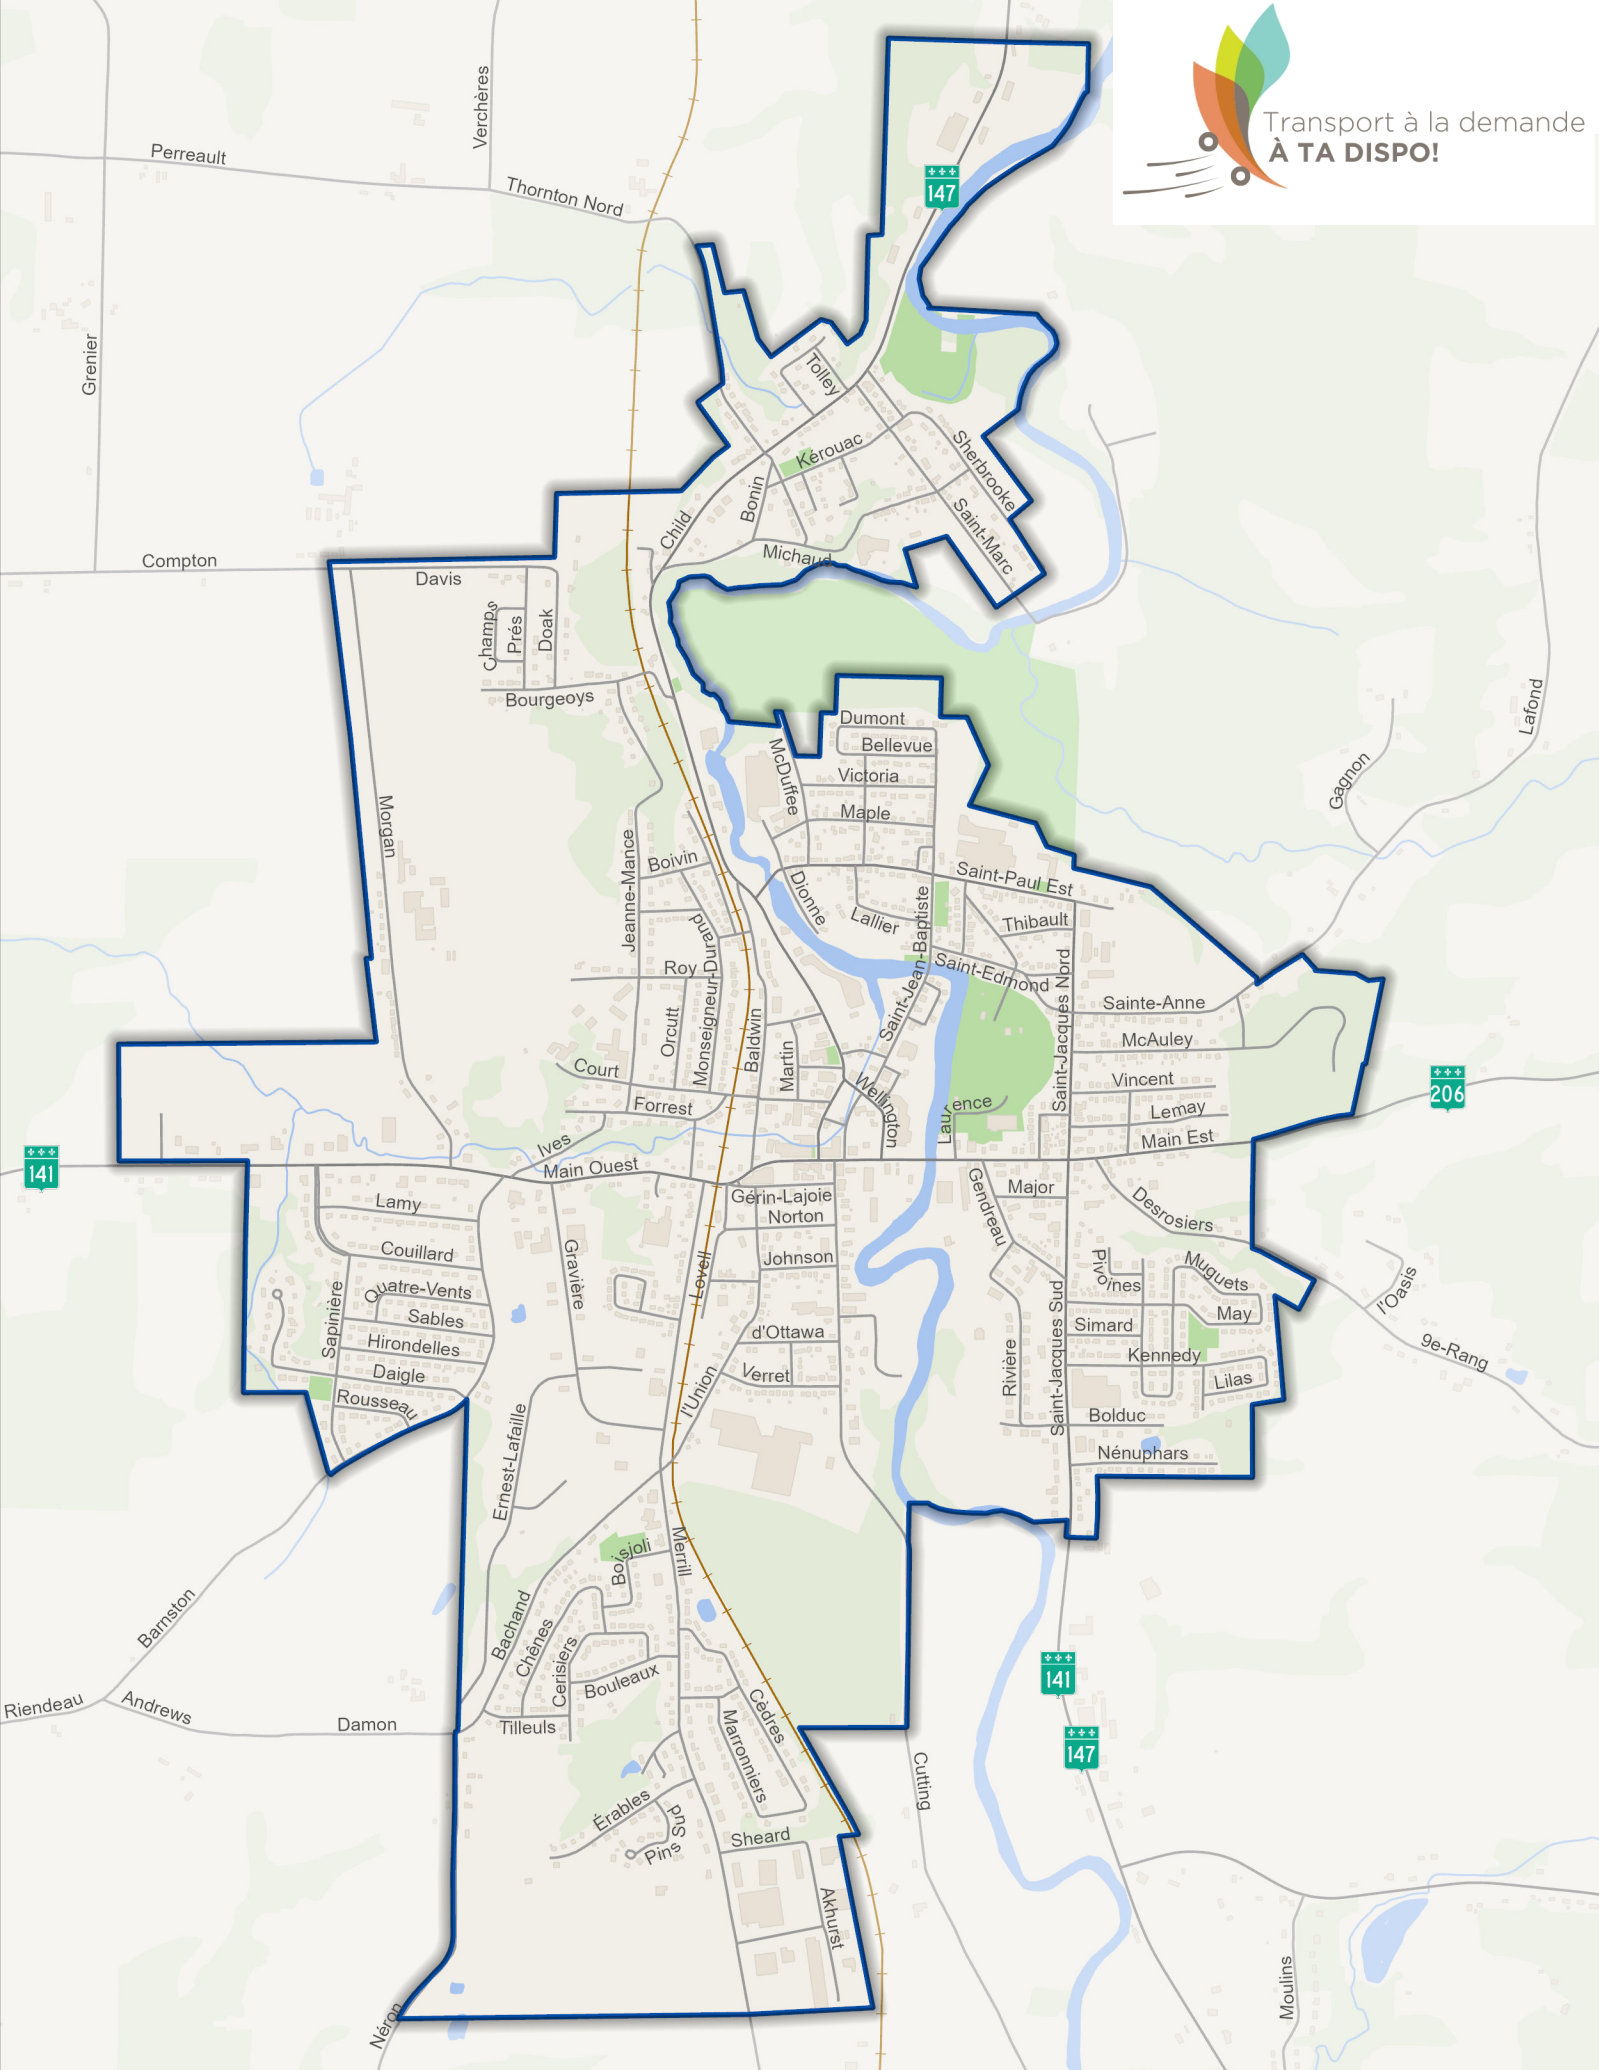 Transport à la demande
À TA DISPO!
Verchères
Perreault
Thornton Nord
147
Grenier
Tolley
Kérouac
Sherbrooke
Bonin
Child
Saint-Marc
Michaud
Compton
Davis
Champs
Prés
Doak
Bourgeoys
Lafond
Gagnon
Dumont
Bellevue
McDuffee
Victoria
Maple
Morgan
Jeanne-Mance
Boivin
Saint-Paul Est
Dionne
Lallier
Saint-Jean-Baptiste
Thibault
Monseigneur-Durand
Roy
Saint-Edmond
Saint-Jacques Nord
Sainte-Anne
Orcutt
Baldwin
Martin
McAuley
Court
Vincent
206
Wellington
Laurence
Forrest
Lemay
Ives
Main Est
141
Main Ouest
Gérin-Lajoie
Gendreau
Major
Lamy
Norton
Desrosiers
Couillard
Johnson
Gravière
Lovell
Pivoines
Muguets
Quatre-Vents
l'Oasis
Sapinière
Sables
May
Hirondelles
d'Ottawa
Simard
Saint-Jacques Sud
Kennedy
9e-Rang
Daigle
Verret
Rivière
Lilas
Rousseau
l'Union
Bolduc
Ernest-Lafaille
Nénuphars
Merrill
Boisjoli
Barnston
Bachand
Chênes
Cerisiers
Bouleaux
141
Riendeau
Andrews
Damon
Tilleuls
Cèdres
Marronniers
147
Cutting
Érables
Pins Sud
Sheard
Akhurst
Moulins
Néron